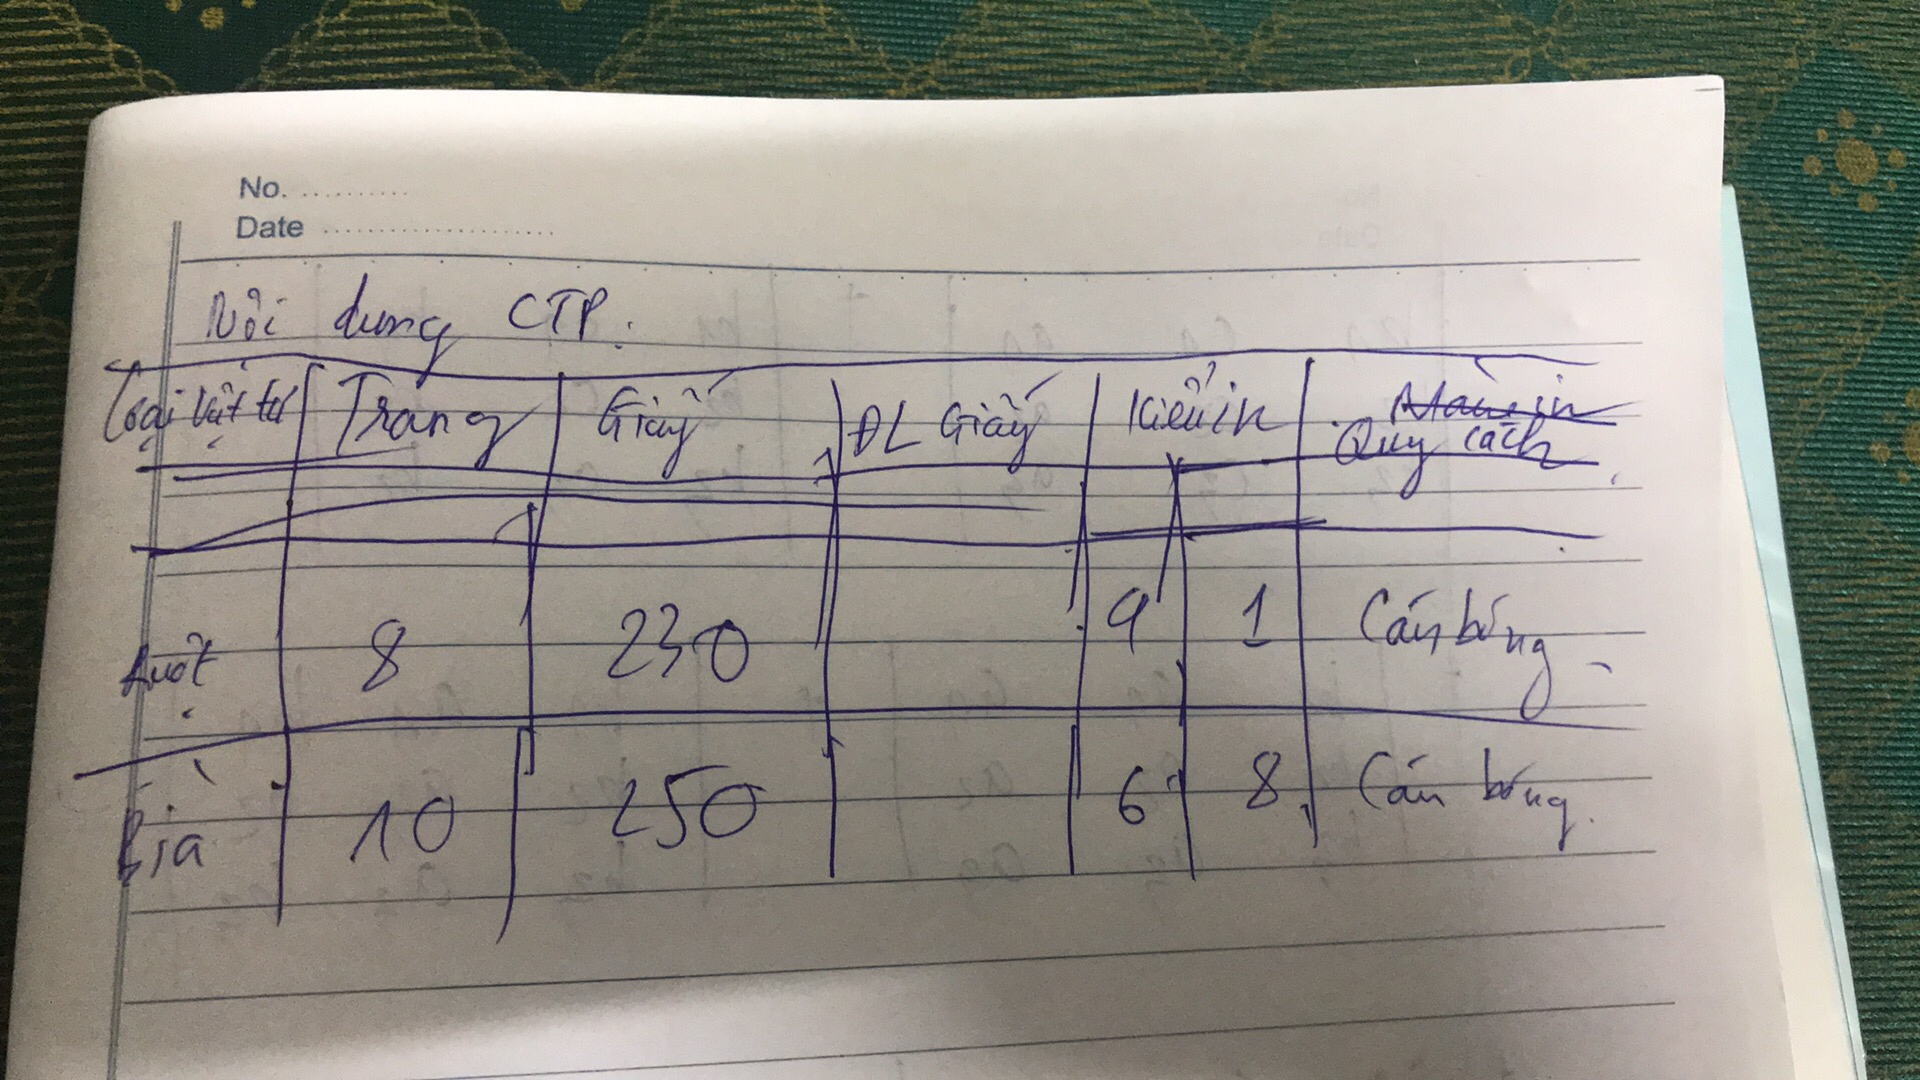 No. ..........
Date .....................
Nội dung CTP.
Loại vật tư Trang Giấy ĐL Giấy Kiểu in Màu in
Quy cách
Ruột 8 230 9 1 Cán bóng
Bìa 10 250 6 8 Cán bóng.